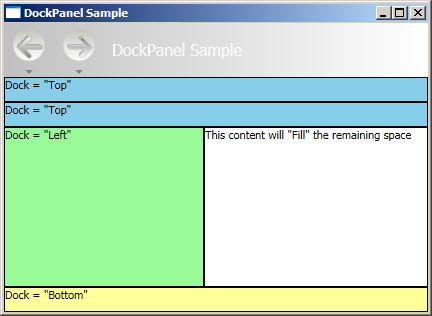 DockPanel Sample
DockPanel Sample
Dock = "Top"
Dock = "Top"
Dock = "Left"
This content will "Fill" the remaining space
Dock = "Bottom"